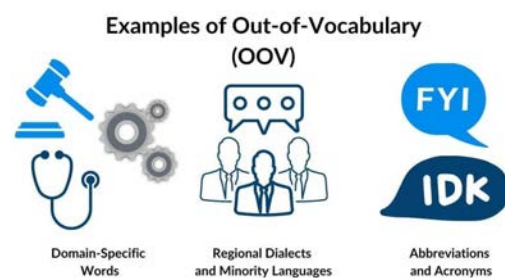 Examples of Out-of-Vocabulary
(OOV)
FYI
IDK
Domain-Specific
Words
Regional Dialects
and Minority Languages
Abbreviations
and Acronyms